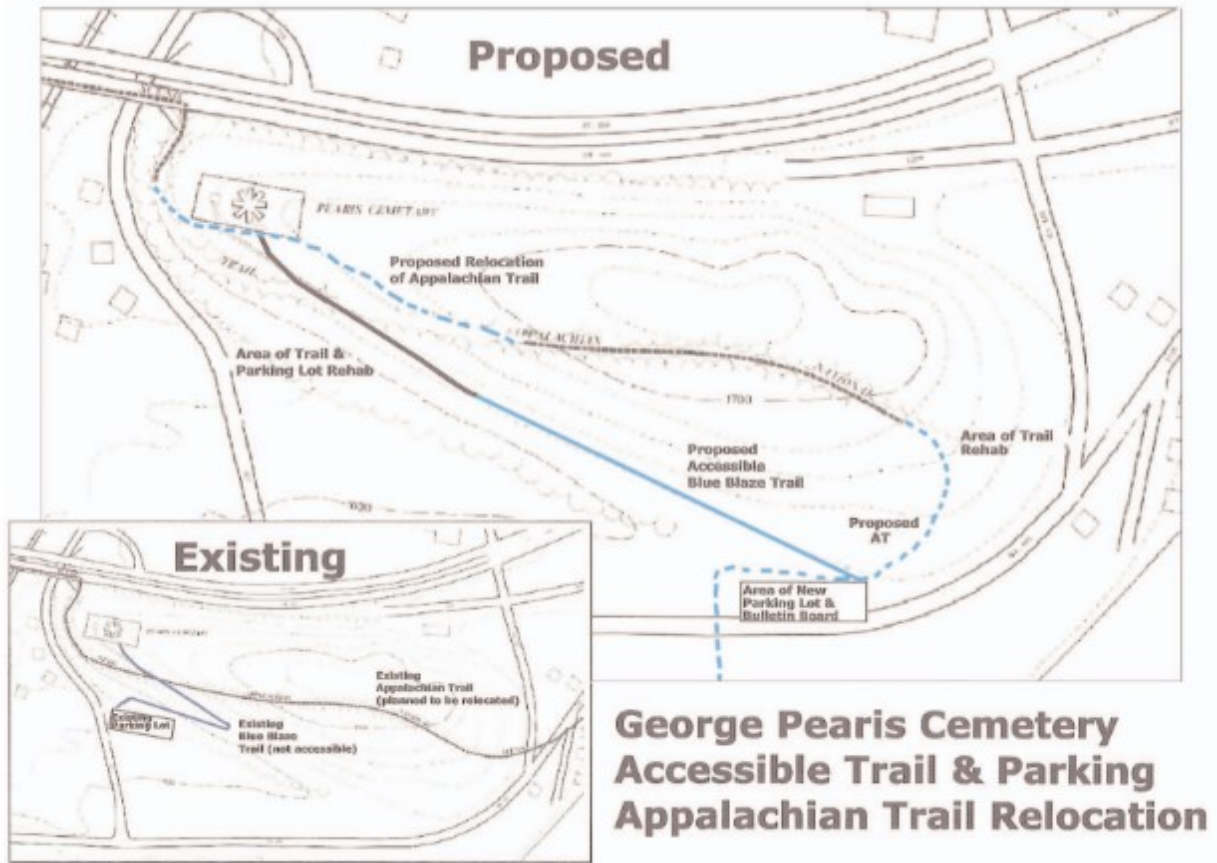 Proposed
PEARIS CEMETARY
Proposed Relocation
of Appalachian Trail
TRAIL
NATIONAL
Area of Trail &
Parking Lot Rehab
1700
Area of Trail
Rehab
Proposed
Accessible
Blue Blaze Trail
Proposed
AT
Area of New
Parking Lot &
Bulletin Board
Existing
Existing
Appalachian Trail
(planned to be relocated)
Existing
Parking Lot
Existing
Blue Blaze
Trail (not accessible)
George Pearis Cemetery
Accessible Trail & Parking
Appalachian Trail Relocation